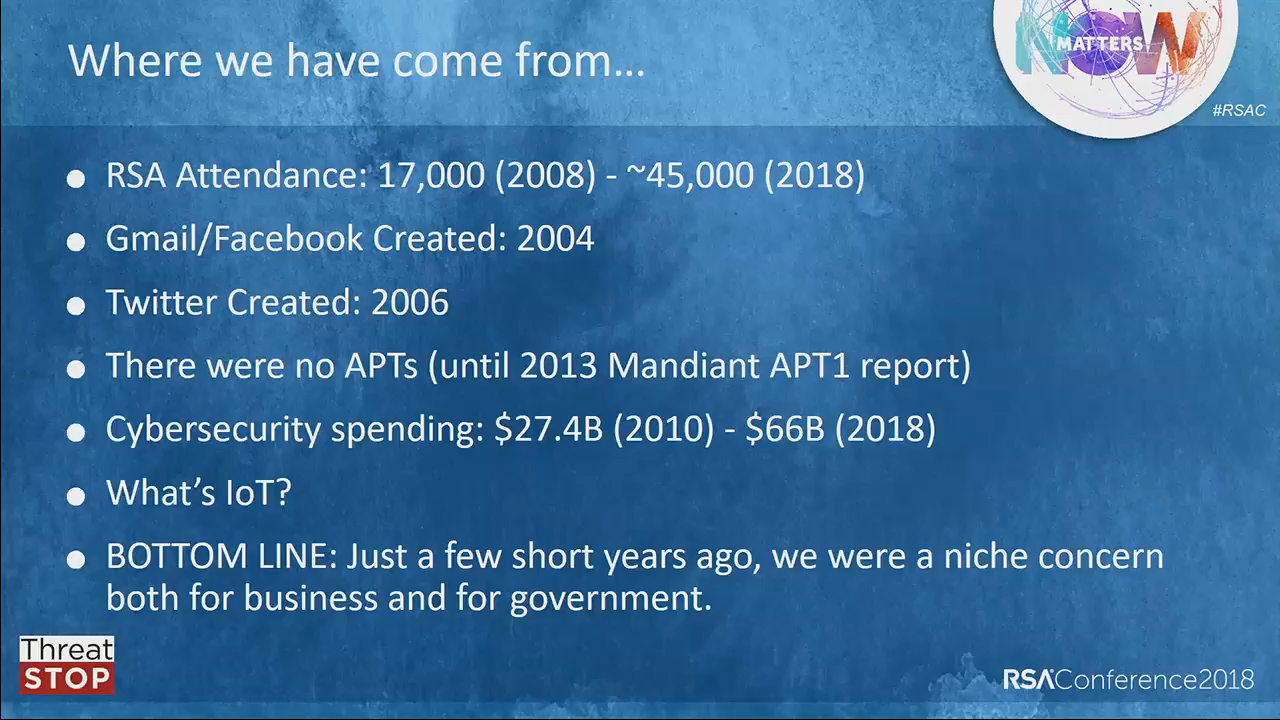 Where we have come from…
NOW
MATTERS
#RSAC
● RSA Attendance: 17,000 (2008) - ~45,000 (2018)
● Gmail/Facebook Created: 2004
● Twitter Created: 2006
● There were no APTs (until 2013 Mandiant APT1 report)
● Cybersecurity spending: $27.4B (2010) - $66B (2018)
● What’s IoT?
● BOTTOM LINE: Just a few short years ago, we were a niche concern
both for business and for government.
Threat
STOP
RSAConference2018